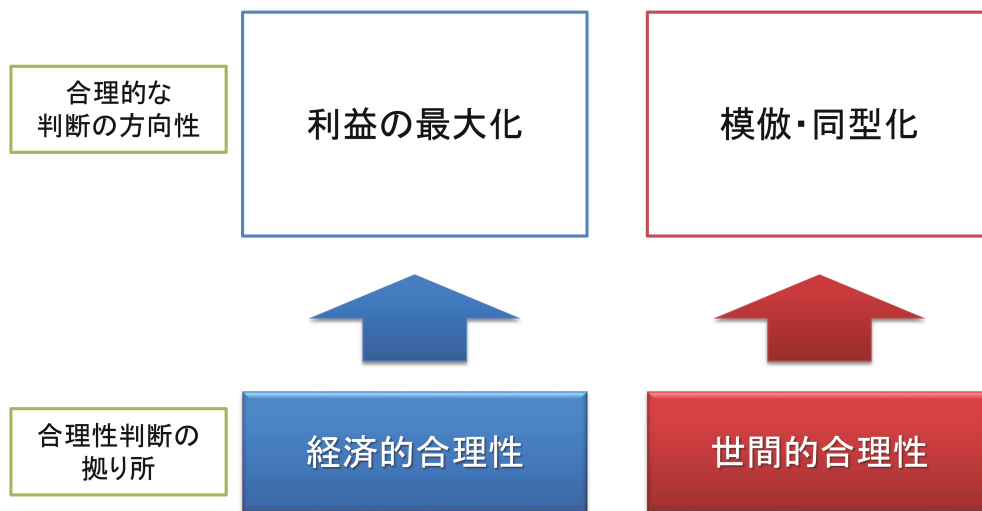 合理的な
判断の方向性
利益の最大化
模倣・同型化
合理性判断の
拠り所
経済的合理性
世間的合理性